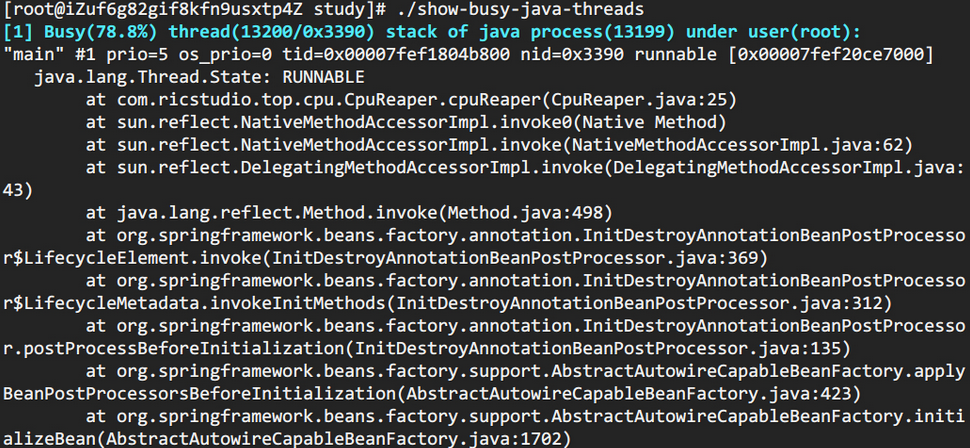 [root@iZuf6g82gif8kfn9usxtp4Z study]# ./show-busy-java-threads
[1] Busy(78.8%) thread(13200/0x3390) stack of java process(13199) under user(root):
"main" #1 prio=5 os_prio=0 tid=0x00007fef1804b800 nid=0x3390 runnable [0x00007fef20ce7000]
   java.lang.Thread.State: RUNNABLE
        at com.ricstudio.top.cpu.CpuReaper.cpuReaper(CpuReaper.java:25)
        at sun.reflect.NativeMethodAccessorImpl.invoke0(Native Method)
        at sun.reflect.NativeMethodAccessorImpl.invoke(NativeMethodAccessorImpl.java:62)
        at sun.reflect.DelegatingMethodAccessorImpl.invoke(DelegatingMethodAccessorImpl.java:
43)
        at java.lang.reflect.Method.invoke(Method.java:498)
        at org.springframework.beans.factory.annotation.InitDestroyAnnotationBeanPostProcesso
r$LifecycleElement.invoke(InitDestroyAnnotationBeanPostProcessor.java:369)
        at org.springframework.beans.factory.annotation.InitDestroyAnnotationBeanPostProcesso
r$LifecycleMetadata.invokeInitMethods(InitDestroyAnnotationBeanPostProcessor.java:312)
        at org.springframework.beans.factory.annotation.InitDestroyAnnotationBeanPostProcesso
r.postProcessBeforeInitialization(InitDestroyAnnotationBeanPostProcessor.java:135)
        at org.springframework.beans.factory.support.AbstractAutowireCapableBeanFactory.apply
BeanPostProcessorsBeforeInitialization(AbstractAutowireCapableBeanFactory.java:423)
        at org.springframework.beans.factory.support.AbstractAutowireCapableBeanFactory.initi
alizeBean(AbstractAutowireCapableBeanFactory.java:1702)